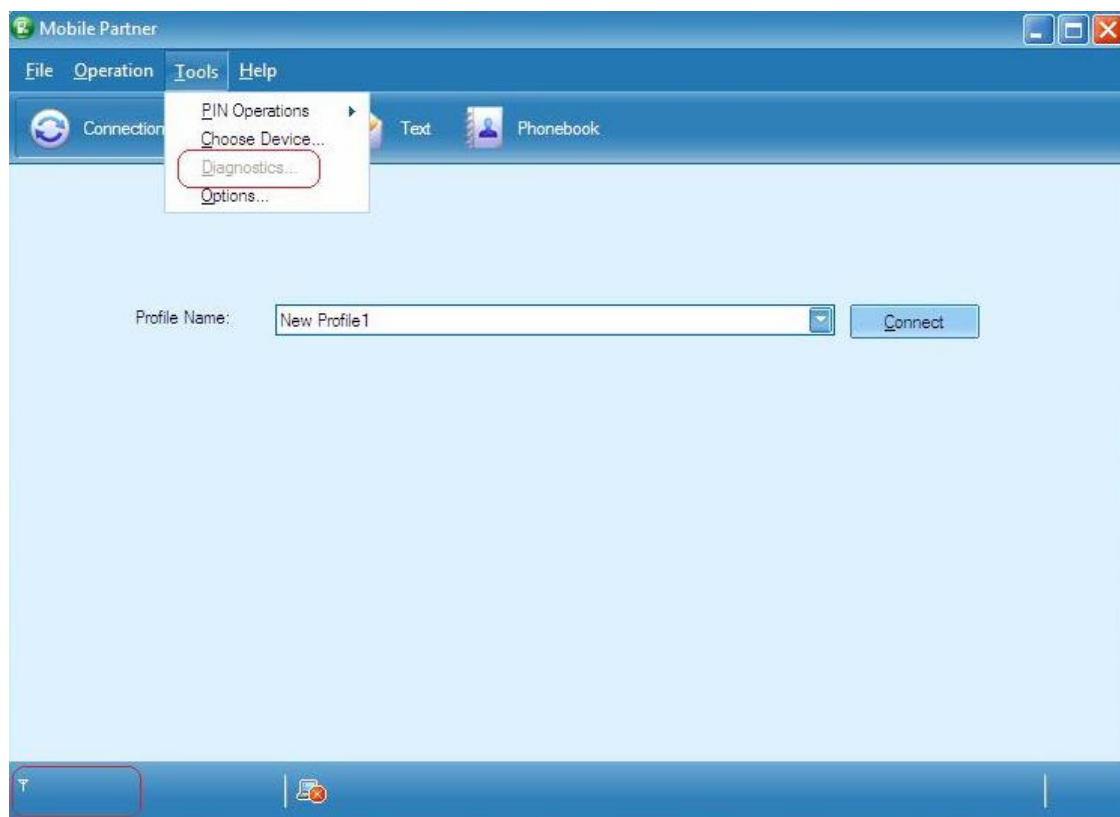 Mobile Partner
File Operation Tools Help
Connection Text Phonebook
PIN Operations
Choose Device...
Diagnostics...
Options...
Profile Name: New Profile1 Connect